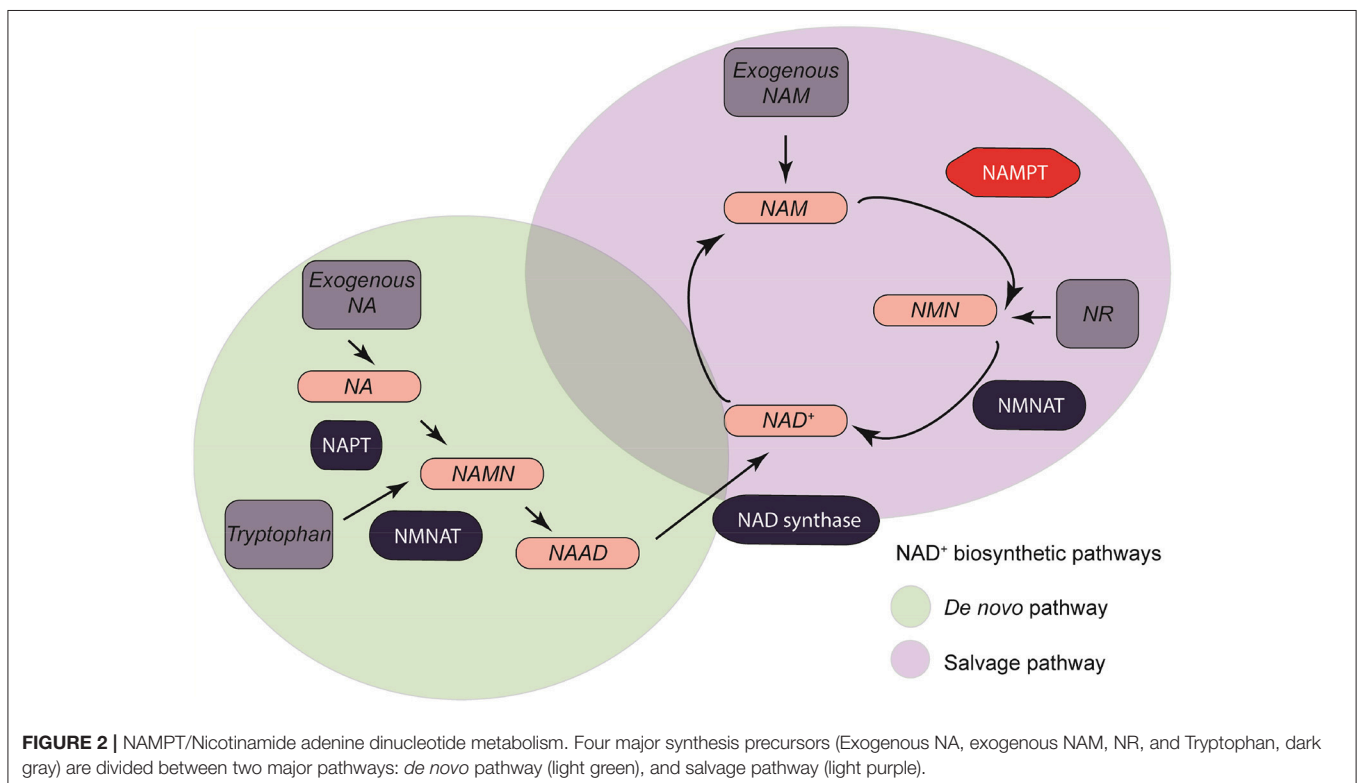 Exogenous
NAM
NAMPT
NAM
Exogenous
NA
NMN
NR
NA
NMNAT
NAD⁺
NAPT
NAMN
Tryptophan
NMNAT
NAD synthase
NAAD
NAD⁺ biosynthetic pathways
De novo pathway
Salvage pathway
FIGURE 2 | NAMPT/Nicotinamide adenine dinucleotide metabolism. Four major synthesis precursors (Exogenous NA, exogenous NAM, NR, and Tryptophan, dark
gray) are divided between two major pathways: de novo pathway (light green), and salvage pathway (light purple).